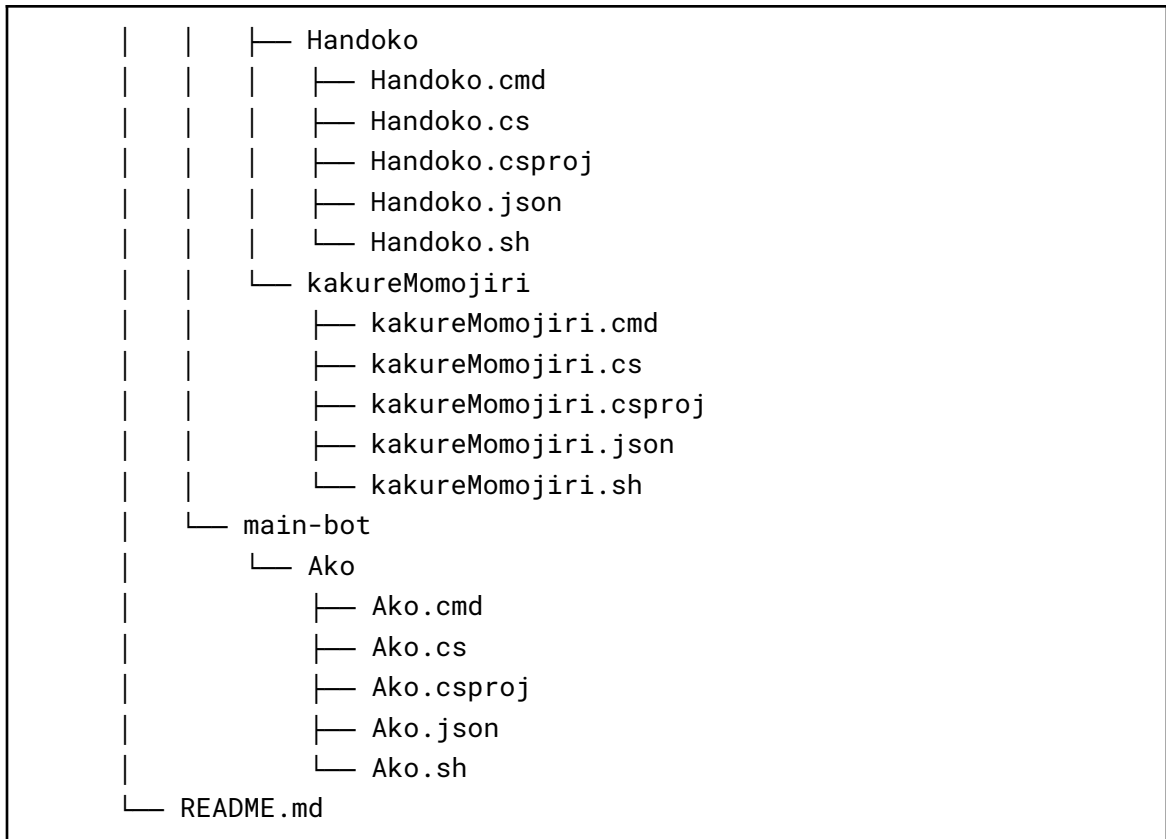 │   │   ├── Handoko
│   │   │   ├── Handoko.cmd
│   │   │   ├── Handoko.cs
│   │   │   ├── Handoko.csproj
│   │   │   ├── Handoko.json
│   │   │   └── Handoko.sh
│   │   └── kakureMomojiri
│   │       ├── kakureMomojiri.cmd
│   │       ├── kakureMomojiri.cs
│   │       ├── kakureMomojiri.csproj
│   │       ├── kakureMomojiri.json
│   │       └── kakureMomojiri.sh
│   └── main-bot
│       └── Ako
│           ├── Ako.cmd
│           ├── Ako.cs
│           ├── Ako.csproj
│           ├── Ako.json
│           └── Ako.sh
└── README.md